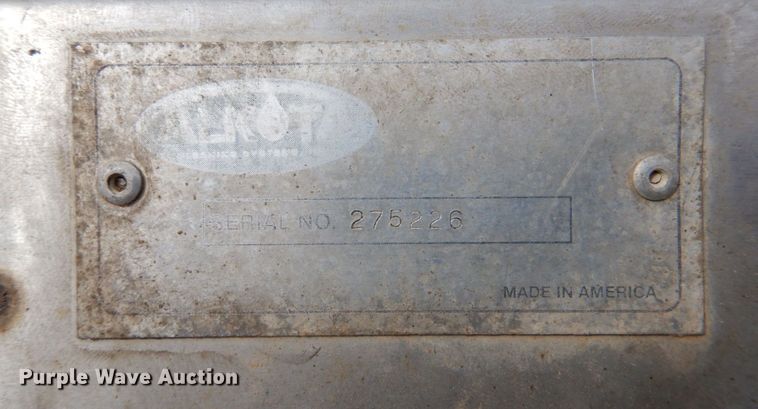 SERIAL NO. 275226
MADE IN AMERICA
Purple Wave Auction